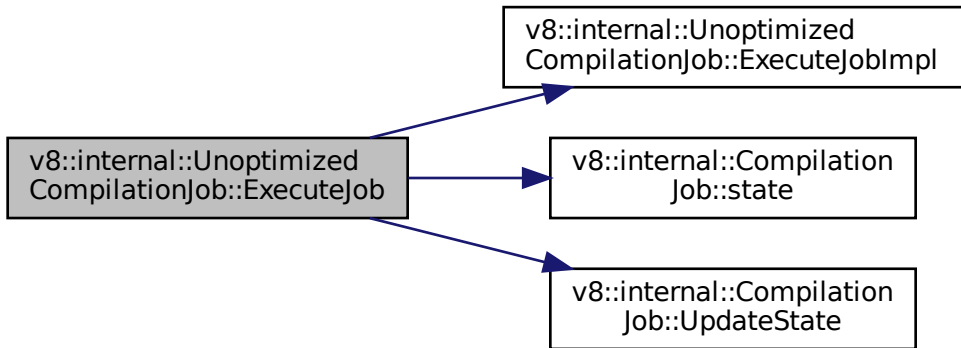 v8::internal::Unoptimized
CompilationJob::ExecuteJobImpl
v8::internal::Unoptimized
CompilationJob::ExecuteJob
v8::internal::Compilation
Job::state
v8::internal::Compilation
Job::UpdateState